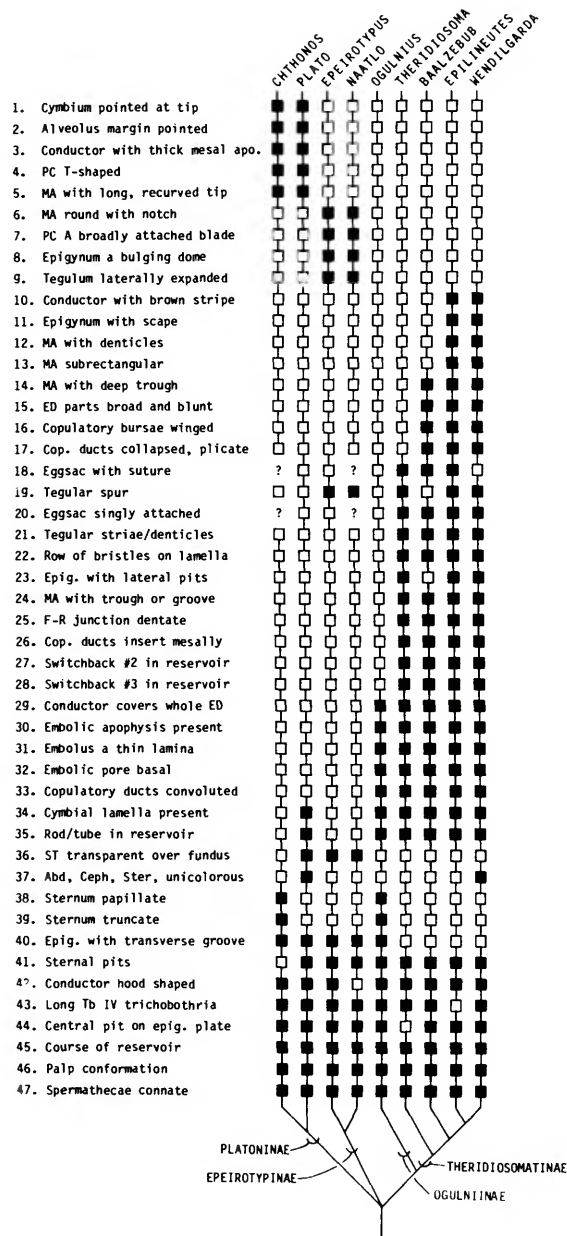 CHTHONOS
PLATO
EPEIROTYPUS
NAATLO
OGULNIUS
THERIDIOSOMA
BAALZEBUB
EPILINEUTES
WENDILGARDA
1. Cymbium pointed at tip
2. Alveolus margin pointed
3. Conductor with thick mesal apo.
4. PC T-shaped
5. MA with long, recurved tip
6. MA round with notch
7. PC A broadly attached blade
8. Epigynum a bulging dome
9. Tegulum laterally expanded
10. Conductor with brown stripe
11. Epigynum with scape
12. MA with denticles
13. MA subrectangular
14. MA with deep trough
15. ED parts broad and blunt
16. Copulatory bursae winged
17. Cop. ducts collapsed, plicate
18. Eggsac with suture ? ?
19. Tegular spur
20. Eggsac singly attached ? ?
21. Tegular striae/denticles
22. Row of bristles on lamella
23. Epig. with lateral pits
24. MA with trough or groove
25. F-R junction dentate
26. Cop. ducts insert mesally
27. Switchback #2 in reservoir
28. Switchback #3 in reservoir
29. Conductor covers whole ED
30. Embolic apophysis present
31. Embolus a thin lamina
32. Embolic pore basal
33. Copulatory ducts convoluted
34. Cymbial lamella present
35. Rod/tube in reservoir
36. ST transparent over fundus
37. Abd, Ceph, Ster, unicolorous
38. Sternum papillate
39. Sternum truncate
40. Epig. with transverse groove
41. Sternal pits
42. Conductor hood shaped
43. Long Tb IV trichobothria
44. Central pit on epig. plate
45. Course of reservoir
46. Palp conformation
47. Spermathecae connate
PLATONINAE
EPEIROTYPINAE
THERIDIOSOMATINAE
OGULNIINAE